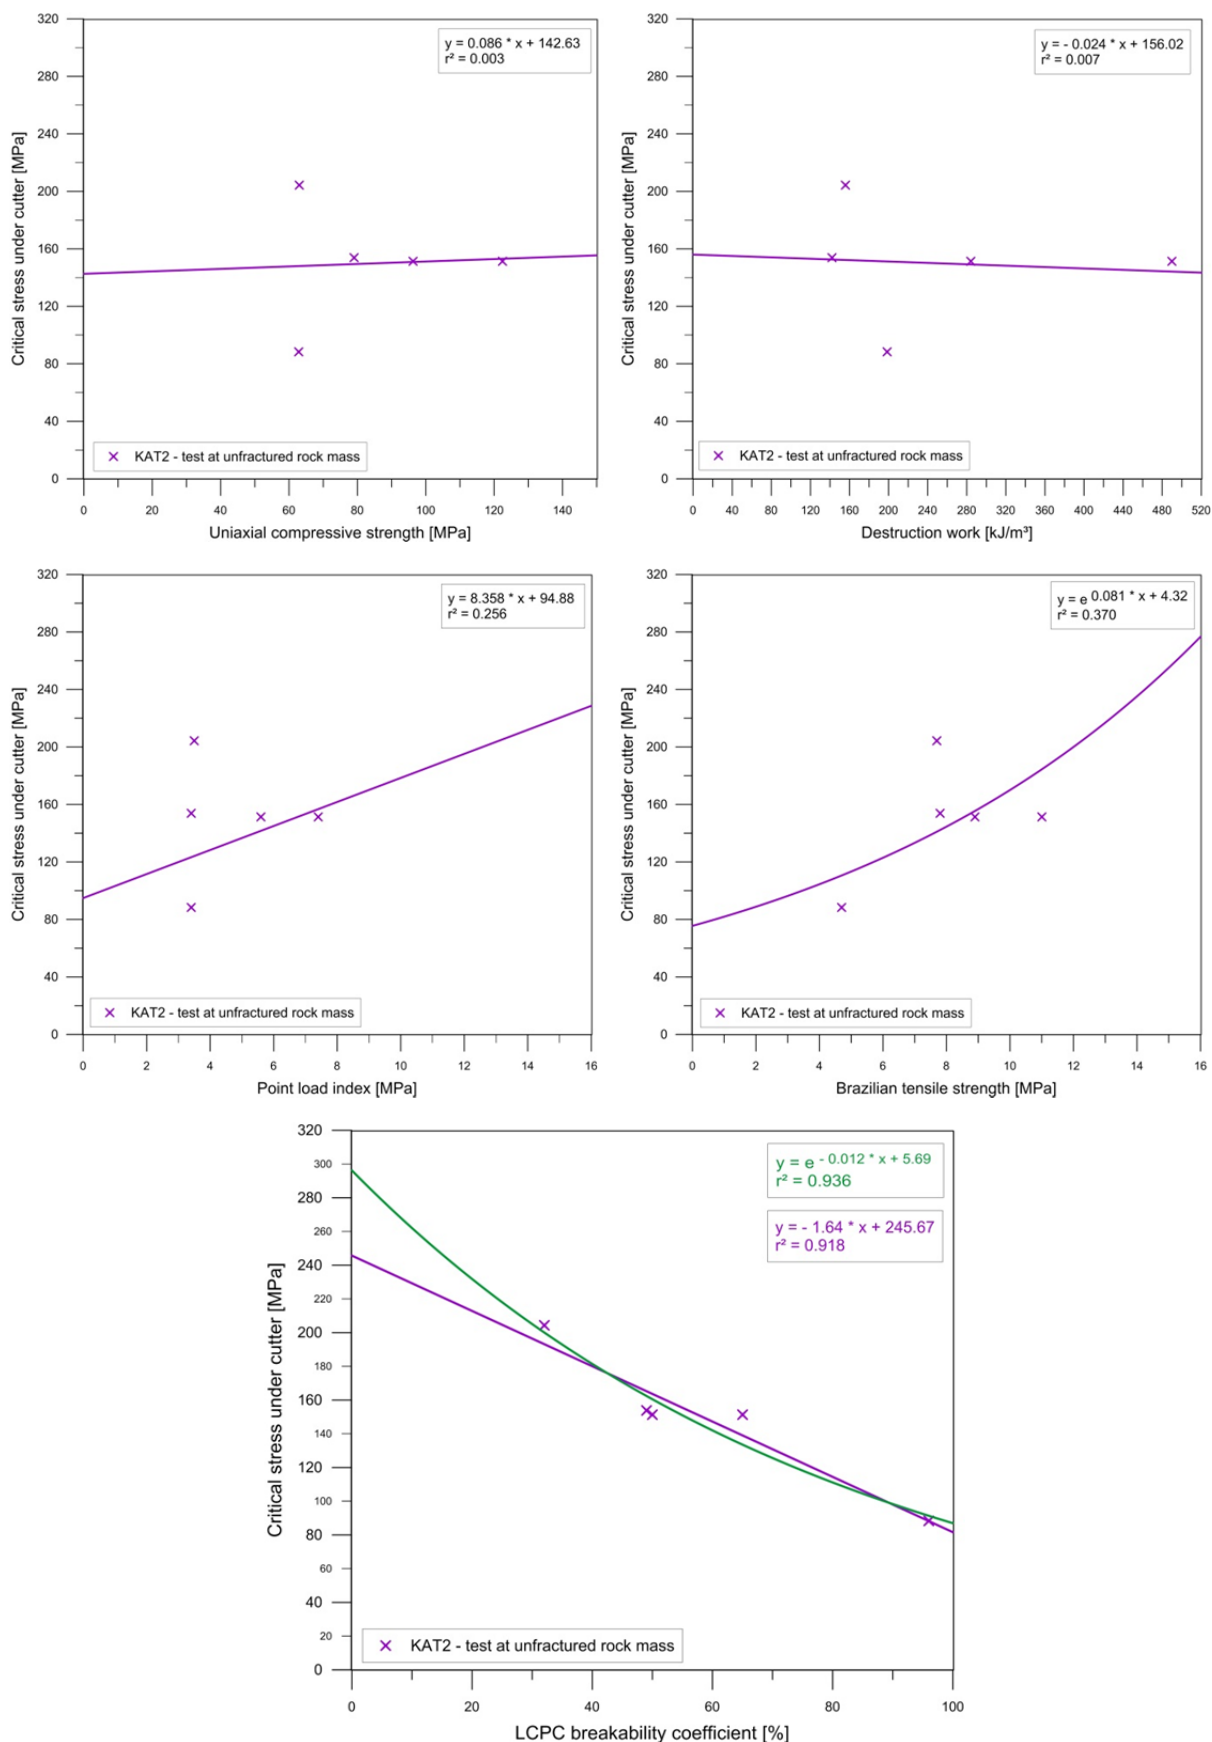 320
280
240
200
160
120
80
40
0
Critical stress under cutter [MPa]
y = 0.086 * x + 142.63
r² = 0.003
KAT2 - test at unfractured rock mass
0 20 40 60 80 100 120 140
Uniaxial compressive strength [MPa]
320
280
240
200
160
120
80
40
0
Critical stress under cutter [MPa]
y = - 0.024 * x + 156.02
r² = 0.007
KAT2 - test at unfractured rock mass
0 40 80 120 160 200 240 280 320 360 400 440 480 520
Destruction work [kJ/m³]
320
280
240
200
160
120
80
40
0
Critical stress under cutter [MPa]
y = 8.358 * x + 94.88
r² = 0.256
KAT2 - test at unfractured rock mass
0 2 4 6 8 10 12 14 16
Point load index [MPa]
320
280
240
200
160
120
80
40
0
Critical stress under cutter [MPa]
y = e 0.081 * x + 4.32
r² = 0.370
KAT2 - test at unfractured rock mass
0 2 4 6 8 10 12 14 16
Brazilian tensile strength [MPa]
320
300
280
260
240
220
200
180
160
140
120
100
80
60
40
20
0
Critical stress under cutter [MPa]
y = e - 0.012 * x + 5.69
r² = 0.936
y = - 1.64 * x + 245.67
r² = 0.918
KAT2 - test at unfractured rock mass
0 20 40 60 80 100
LCPC breakability coefficient [%]